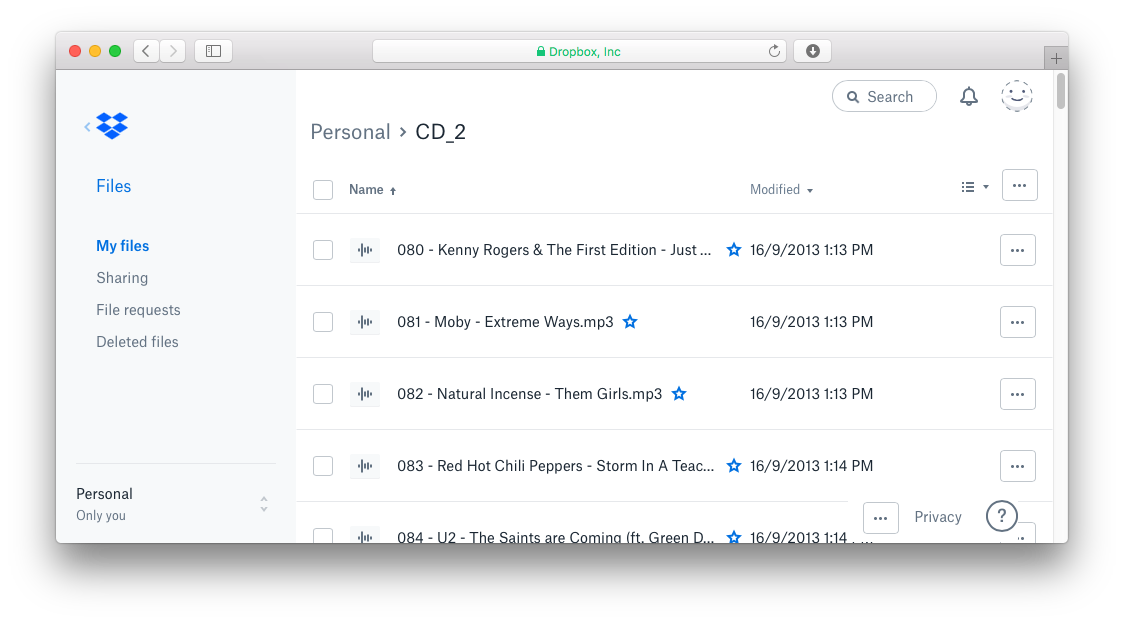 Dropbox, Inc
Search
Personal › CD_2
Files
Name Modified
My files
Sharing
File requests
Deleted files
080 - Kenny Rogers & The First Edition - Just ... 16/9/2013 1:13 PM
081 - Moby - Extreme Ways.mp3 16/9/2013 1:13 PM
082 - Natural Incense - Them Girls.mp3 16/9/2013 1:13 PM
083 - Red Hot Chili Peppers - Storm In A Teac... 16/9/2013 1:14 PM
084 - U2 - The Saints are Coming (ft. Green D... 16/9/2013 1:14
Personal
Only you
Privacy
?